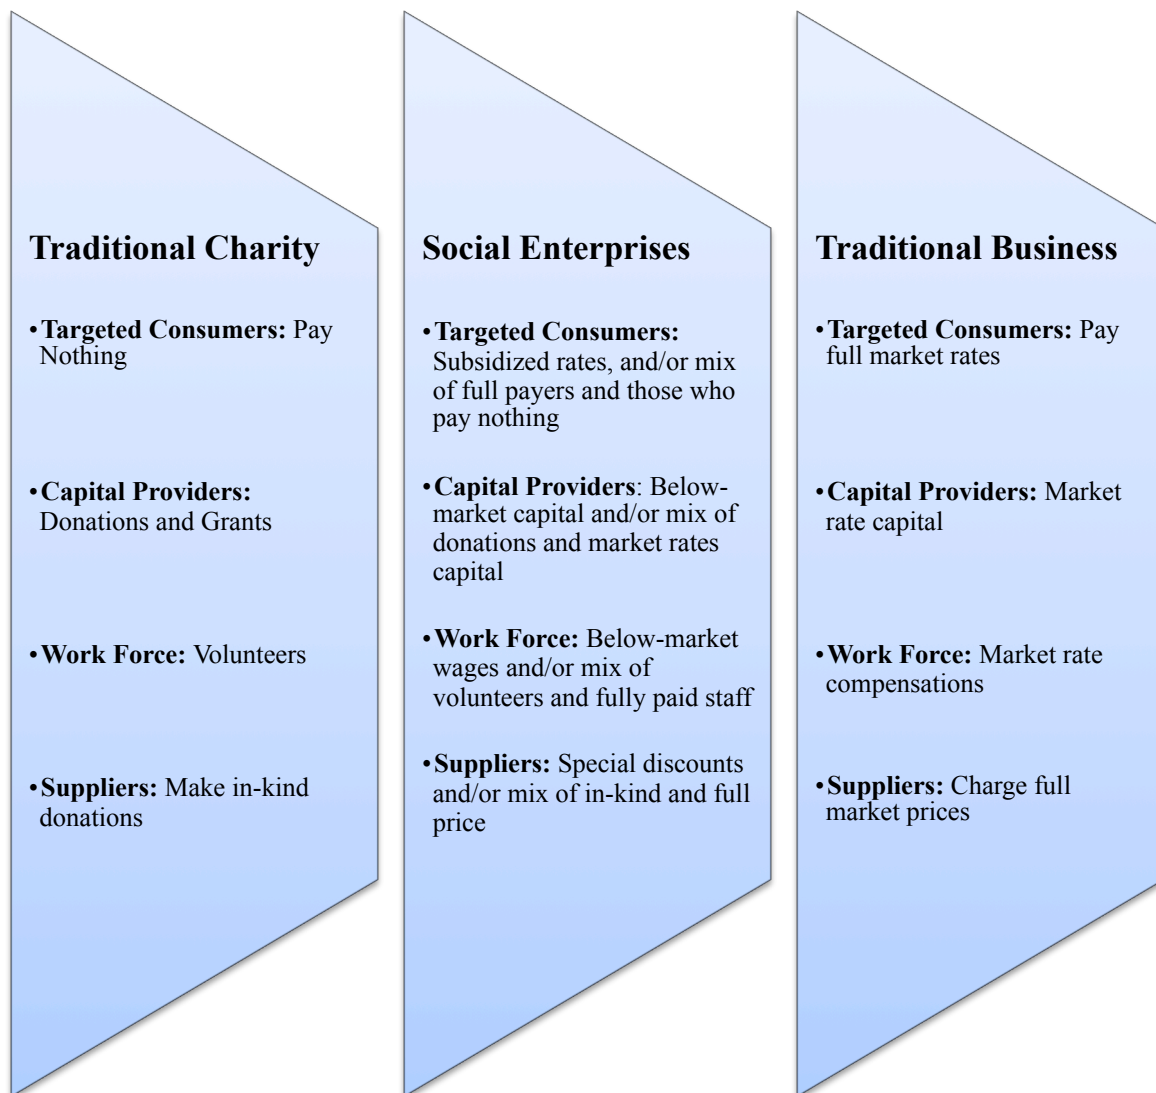 Traditional Charity
•Targeted Consumers: Pay
Nothing
•Capital Providers:
Donations and Grants
•Work Force: Volunteers
•Suppliers: Make in-kind
donations
Social Enterprises
•Targeted Consumers:
Subsidized rates, and/or mix
of full payers and those who
pay nothing
•Capital Providers: Below-
market capital and/or mix of
donations and market rates
capital
•Work Force: Below-market
wages and/or mix of
volunteers and fully paid staff
•Suppliers: Special discounts
and/or mix of in-kind and full
price
Traditional Business
•Targeted Consumers: Pay
full market rates
•Capital Providers: Market
rate capital
•Work Force: Market rate
compensations
•Suppliers: Charge full
market prices